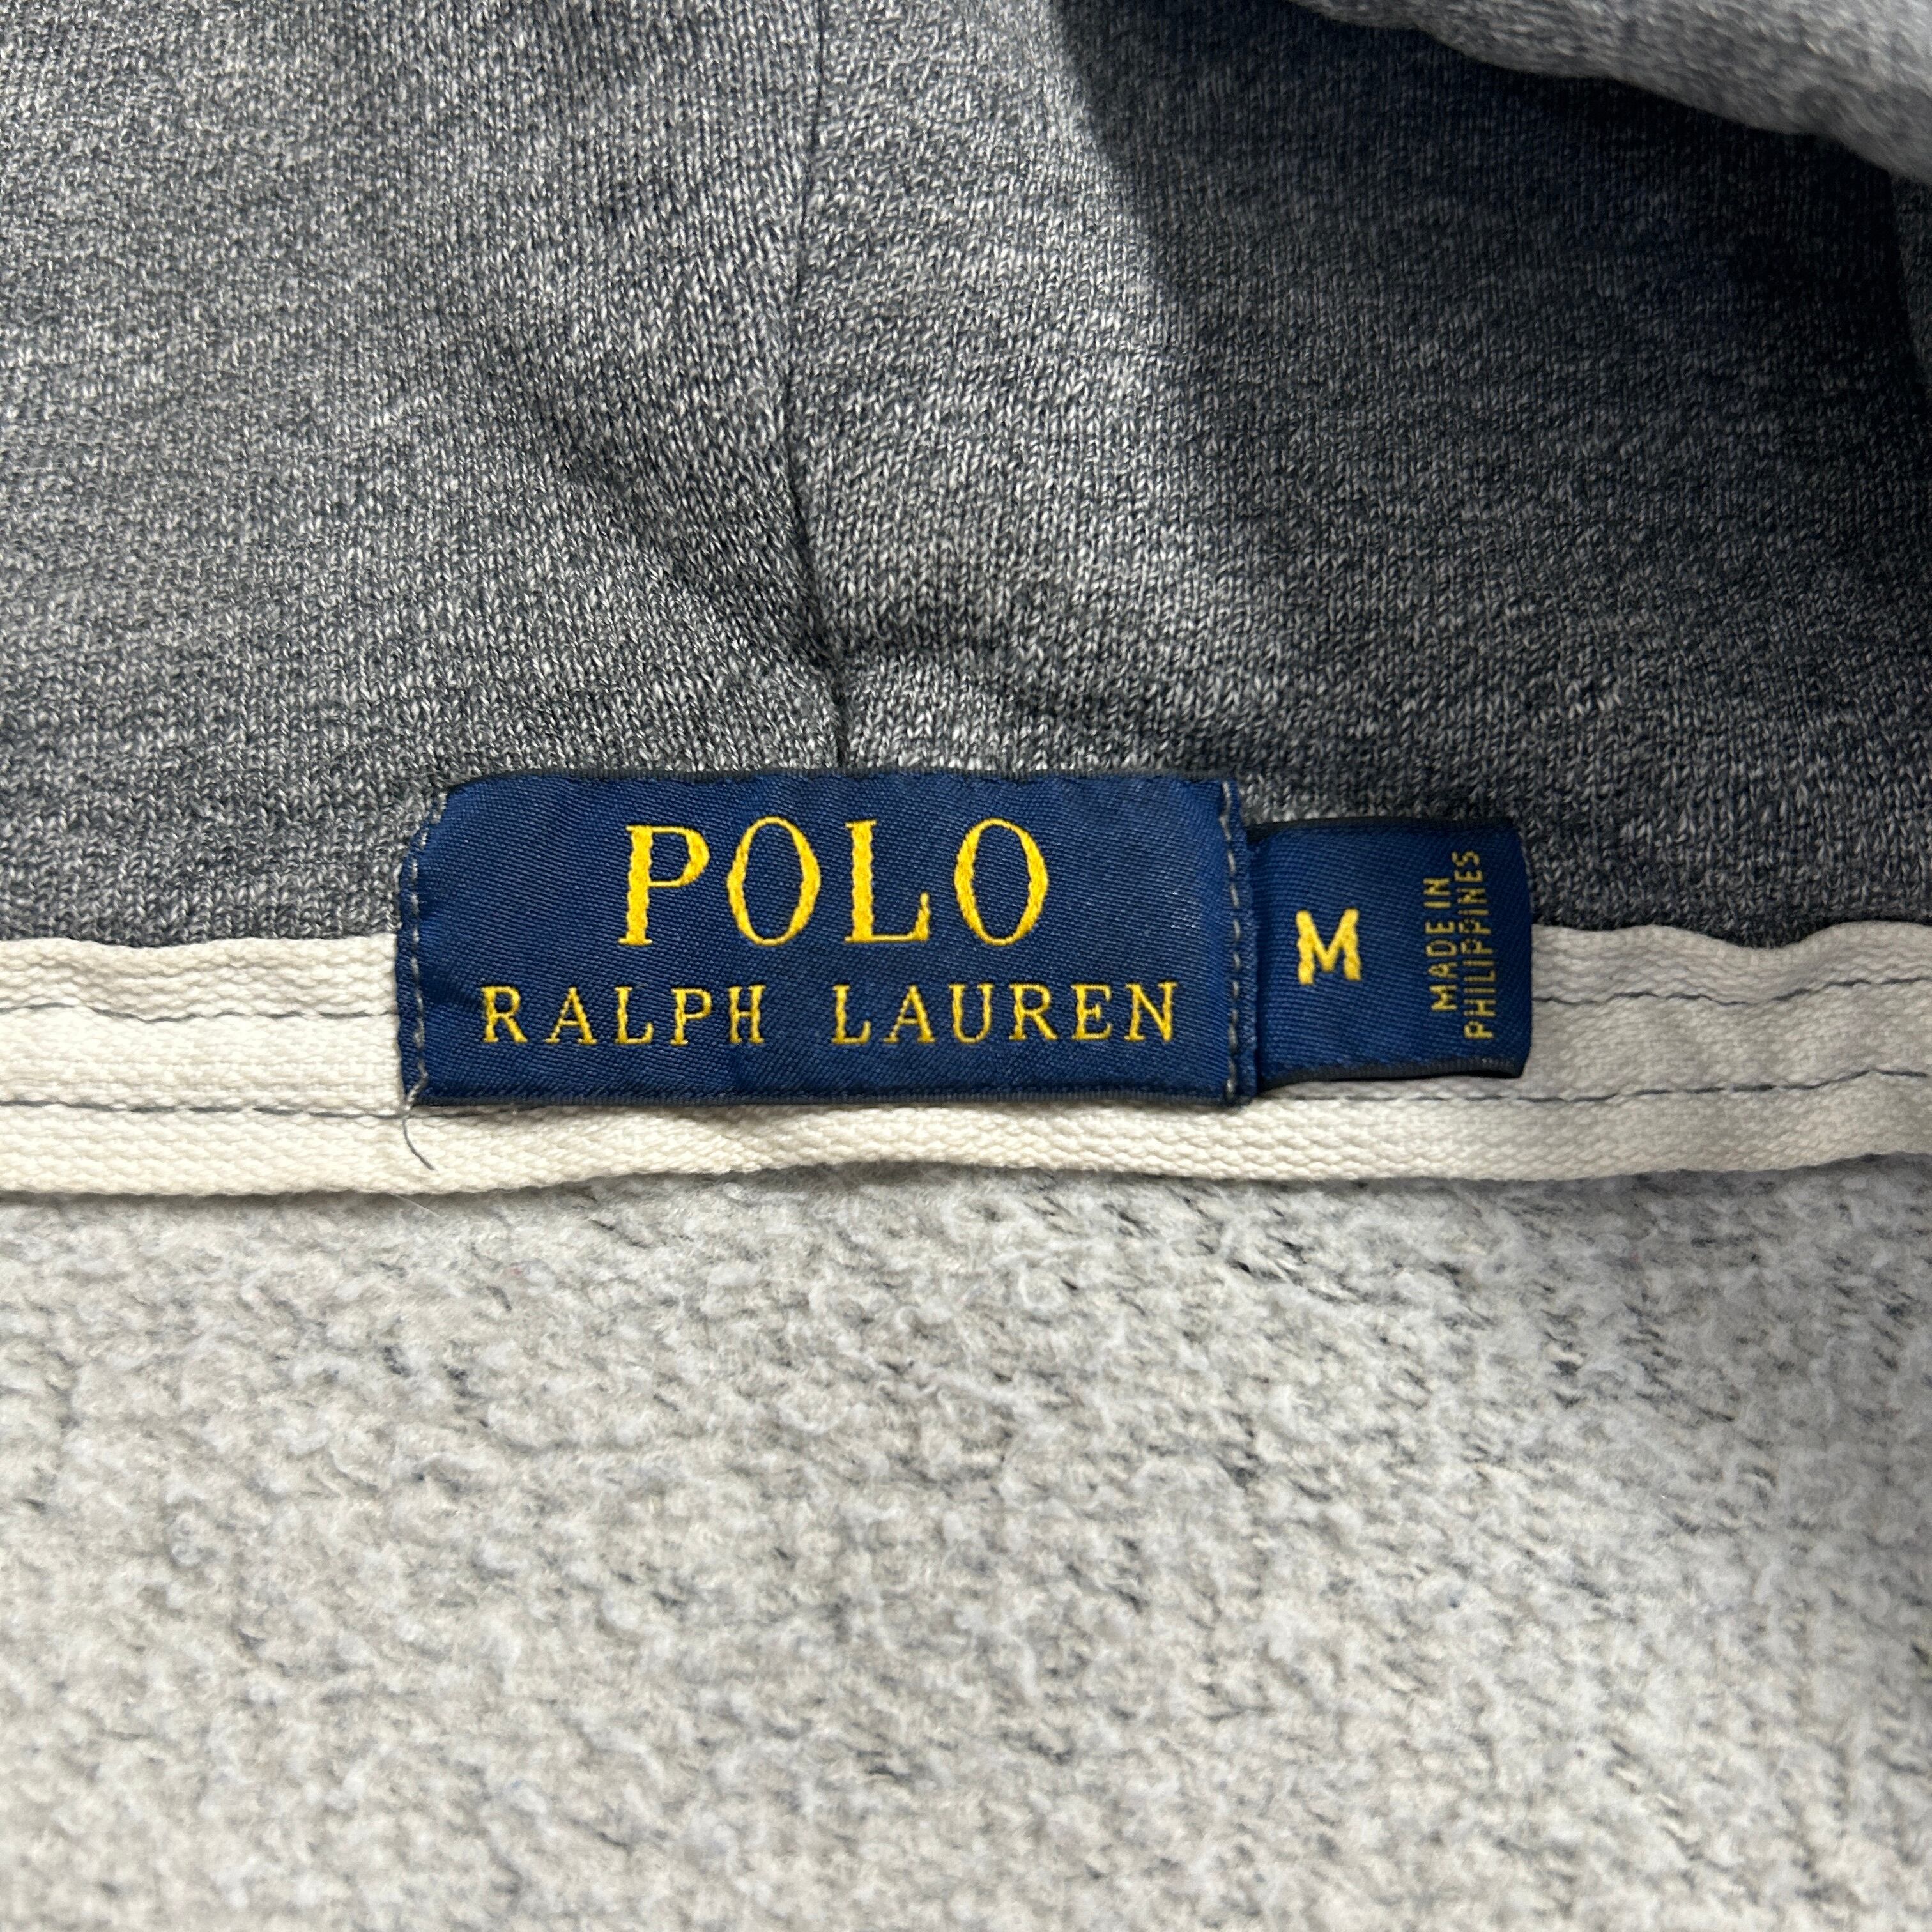 POLO
RALPH LAUREN
M
MADE IN
PHILIPPINES